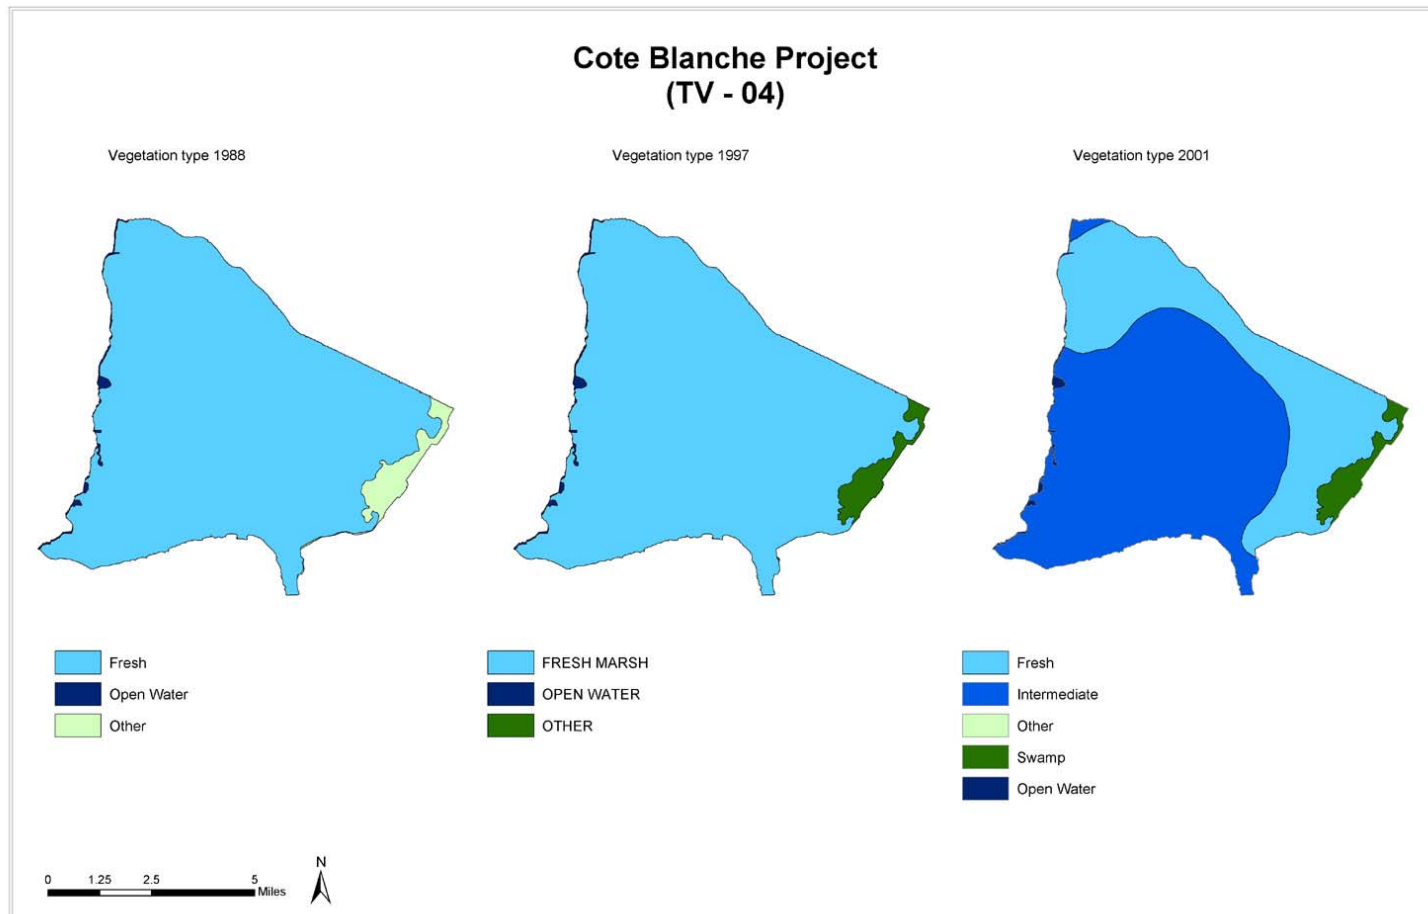 Cote Blanche Project
(TV - 04)
Vegetation type 1988
Vegetation type 1997
Vegetation type 2001
Fresh
Open Water
Other
FRESH MARSH
OPEN WATER
OTHER
Fresh
Intermediate
Other
Swamp
Open Water
0 1.25 2.5 5
Miles
N